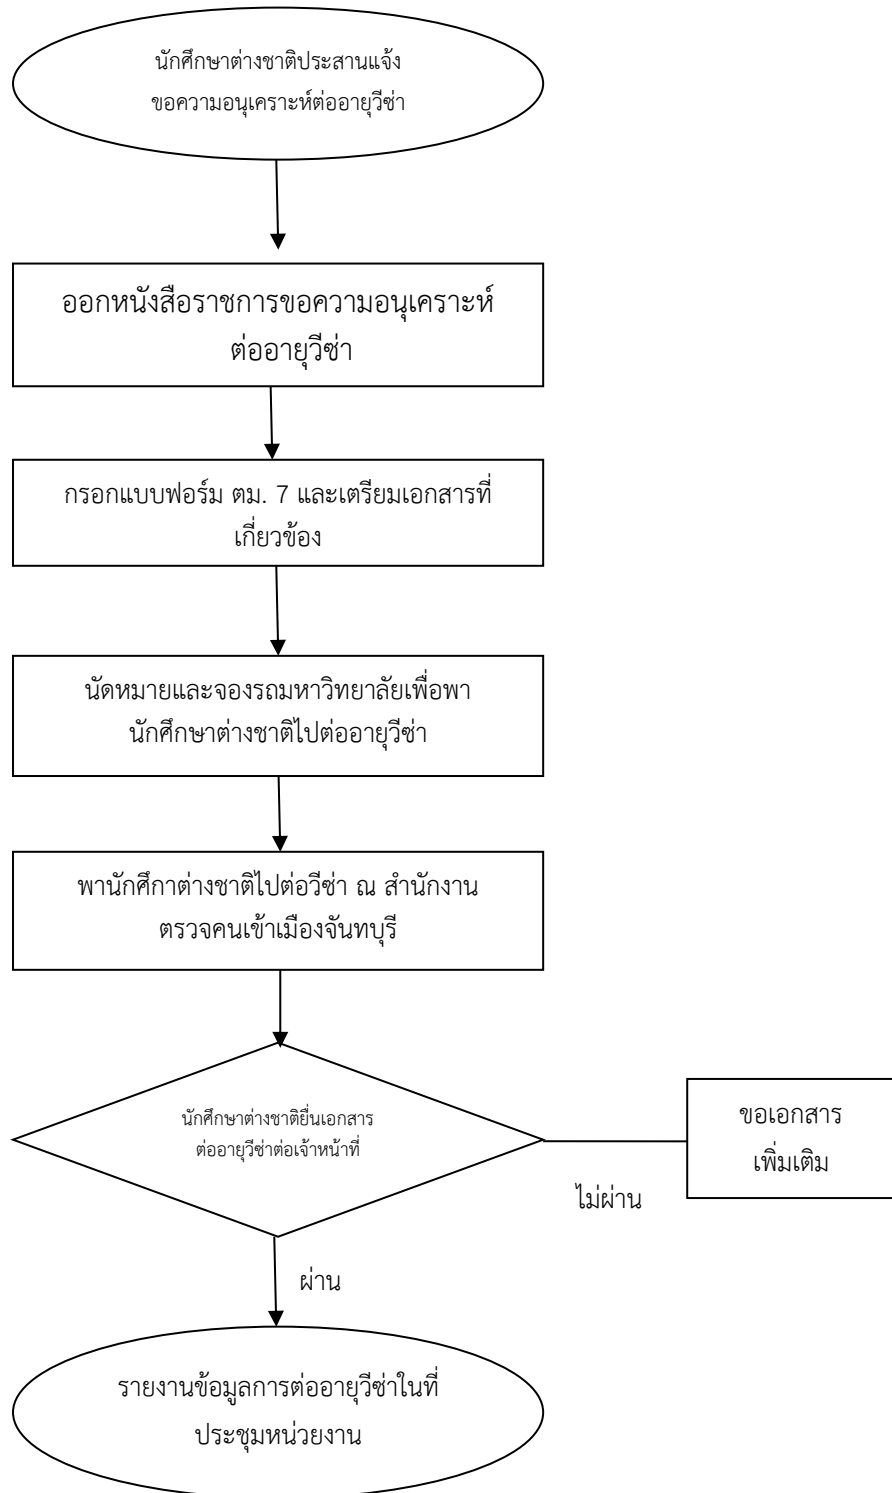 นักศึกษาต่างชาติประสานแจ้ง
ขอความอนุเคราะห์ต่ออายุวีซ่า
ออกหนังสือราชการขอความอนุเคราะห์
ต่ออายุวีซ่า
กรอกแบบฟอร์ม ตม. 7 และเตรียมเอกสารที่
เกี่ยวข้อง
นัดหมายและจองรถมหาวิทยาลัยเพื่อพา
นักศึกษาต่างชาติไปต่ออายุวีซ่า
พานักศึกาต่างชาติไปต่อวีซ่า ณ สำนักงาน
ตรวจคนเข้าเมืองจันทบุรี
นักศึกษาต่างชาติยื่นเอกสาร
ต่ออายุวีซ่าต่อเจ้าหน้าที่
ขอเอกสาร
เพิ่มเติม
ไม่ผ่าน
ผ่าน
รายงานข้อมูลการต่ออายุวีซ่าในที่
ประชุมหน่วยงาน